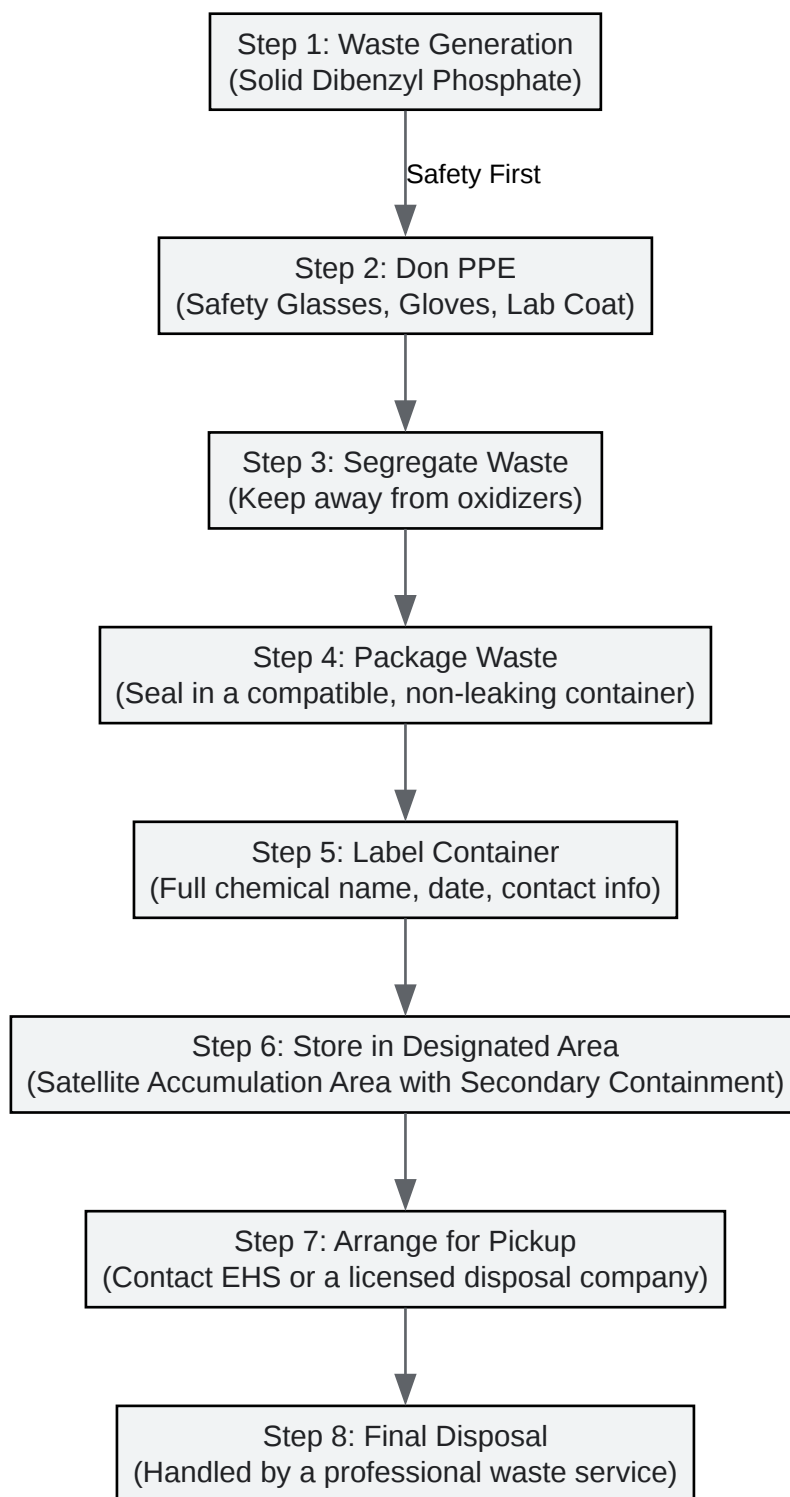 Step 1: Waste Generation
(Solid Dibenzyl Phosphate)
Safety First
Step 2: Don PPE
(Safety Glasses, Gloves, Lab Coat)
Step 3: Segregate Waste
(Keep away from oxidizers)
Step 4: Package Waste
(Seal in a compatible, non-leaking container)
Step 5: Label Container
(Full chemical name, date, contact info)
Step 6: Store in Designated Area
(Satellite Accumulation Area with Secondary Containment)
Step 7: Arrange for Pickup
(Contact EHS or a licensed disposal company)
Step 8: Final Disposal
(Handled by a professional waste service)